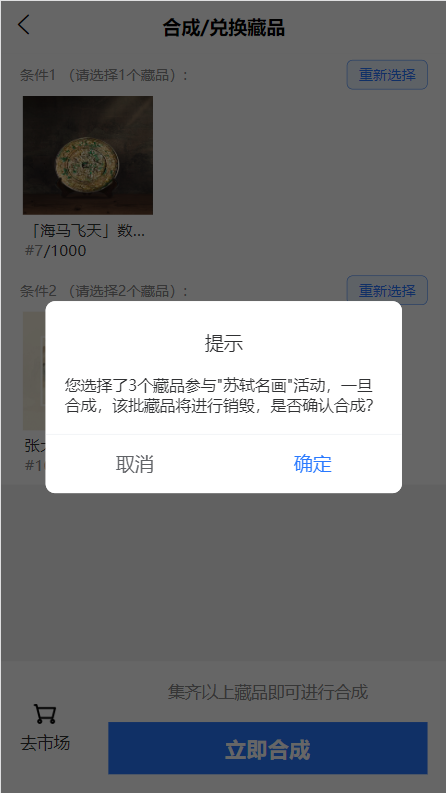 合成/兑换藏品
条件1 （请选择1个藏品）:
重新选择
「海马飞天」数...
#7/1000
条件2 （请选择2个藏品）:
重新选择
提示
您选择了3个藏品参与"苏轼名画"活动，一旦
合成，该批藏品将进行销毁，是否确认合成?
取消
确定
集齐以上藏品即可进行合成
去市场
立即合成